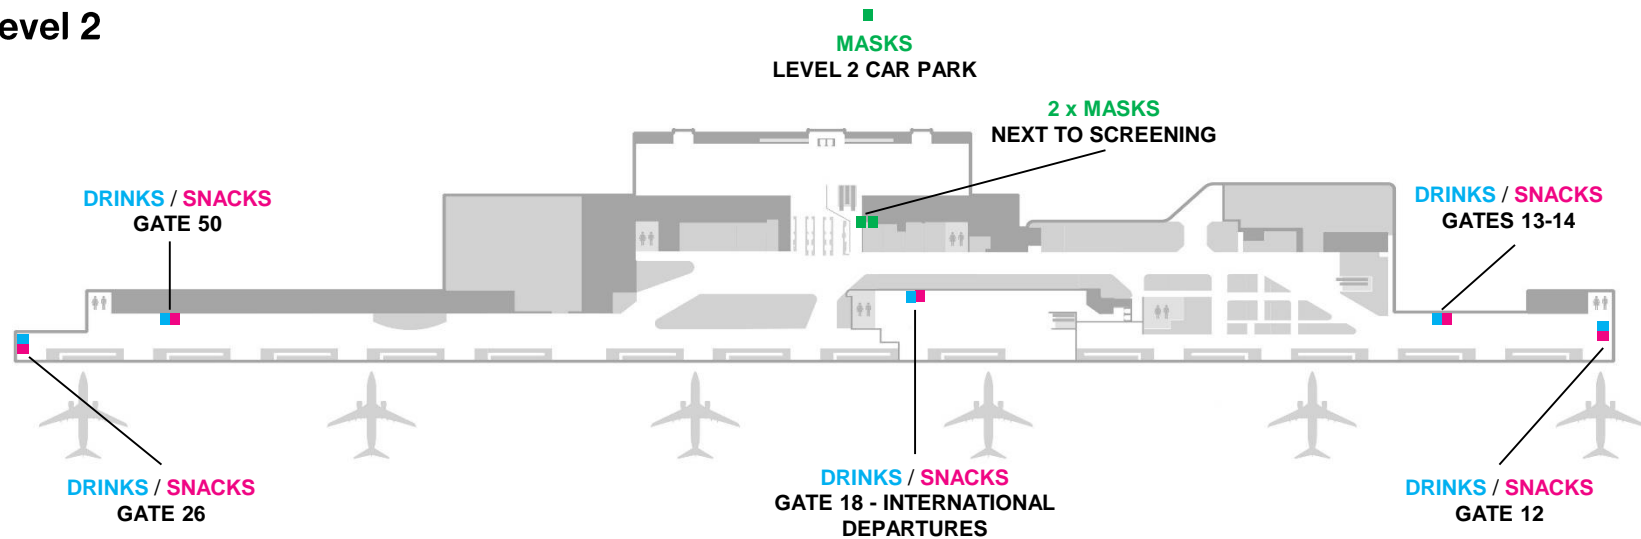 evel 2
MASKS
LEVEL 2 CAR PARK
2 x MASKS
NEXT TO SCREENING
DRINKS / SNACKS
GATE 50
DRINKS / SNACKS
GATES 13-14
DRINKS / SNACKS
GATE 26
DRINKS / SNACKS
GATE 18 - INTERNATIONAL
DEPARTURES
DRINKS / SNACKS
GATE 12